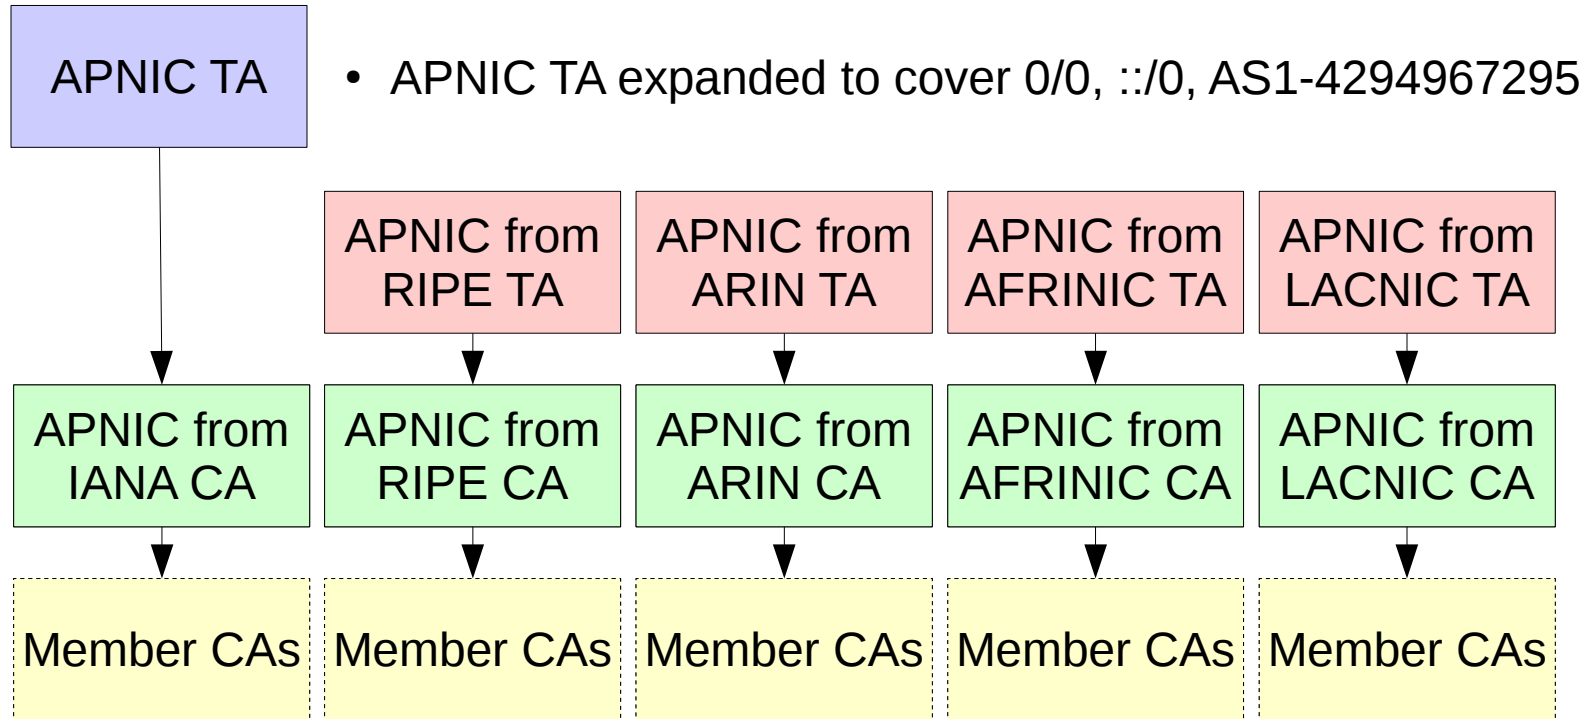 APNIC TA
• APNIC TA expanded to cover 0/0, ::/0, AS1-4294967295
APNIC from
RIPE TA
APNIC from
ARIN TA
APNIC from
AFRINIC TA
APNIC from
LACNIC TA
APNIC from
IANA CA
APNIC from
RIPE CA
APNIC from
ARIN CA
APNIC from
AFRINIC CA
APNIC from
LACNIC CA
Member CAs
Member CAs
Member CAs
Member CAs
Member CAs